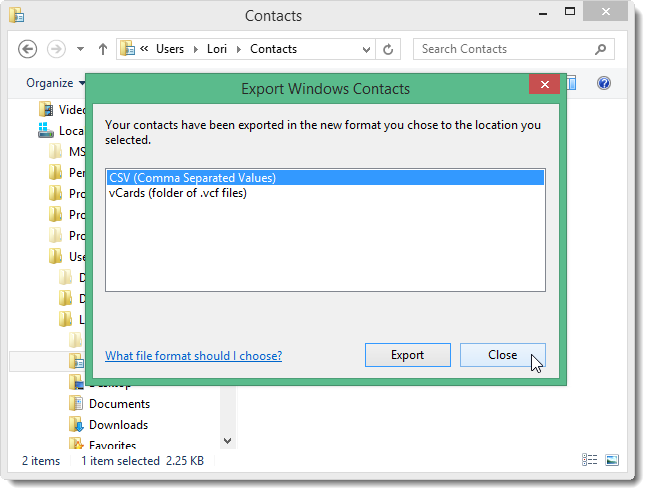 Contacts
« Users Lori Contacts
Search Contacts
Organize
Export Windows Contacts
Your contacts have been exported in the new format you chose to the location you
selected.
CSV (Comma Separated Values)
vCards (folder of .vcf files)
What file format should I choose?
Export
Close
Video
Loca
MS
Per
Pro
Pro
Pro
Use
D
D
L
Desktop
Documents
Downloads
Favorites
2 items 1 item selected 2.25 KB